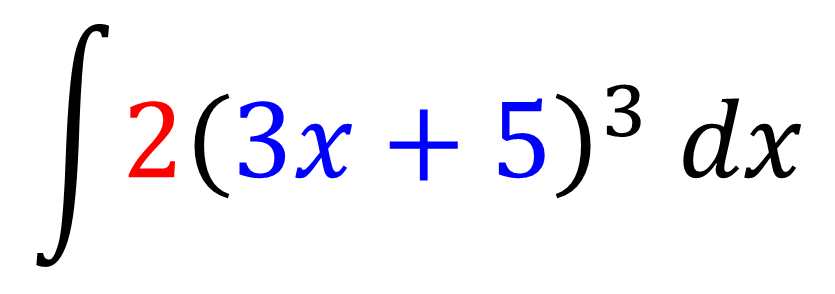 ∫ 2(3x + 5)³ dx